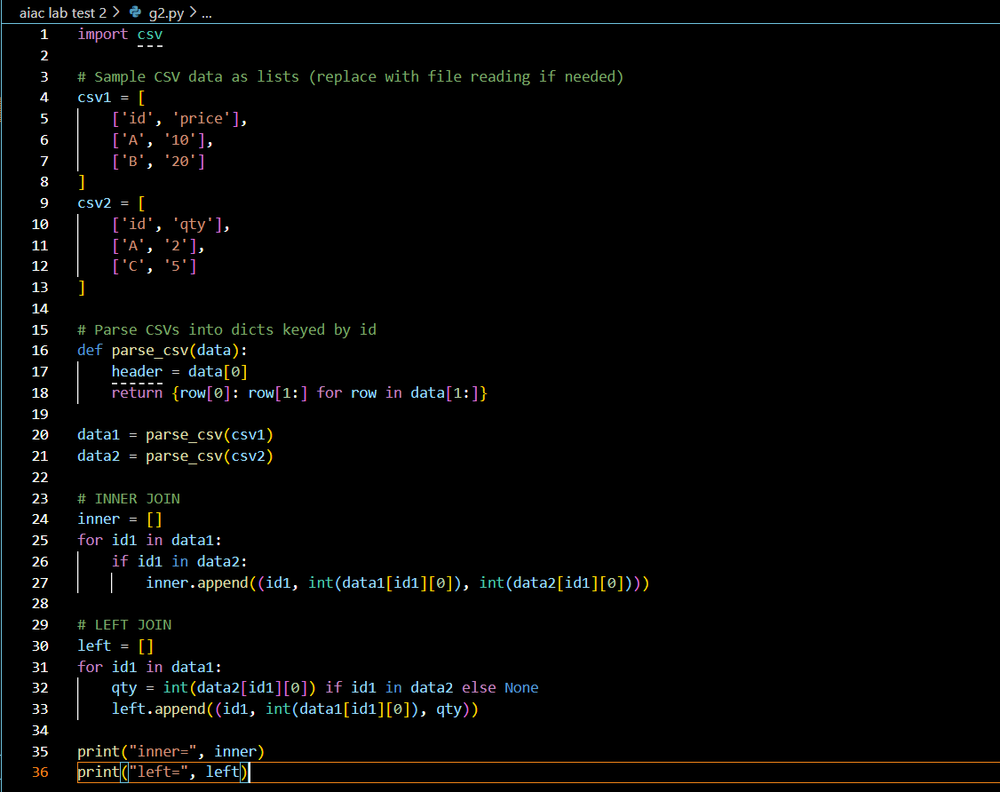 aiac lab test 2 > g2.py > ...
1 import csv
2
3 # Sample CSV data as lists (replace with file reading if needed)
4 csv1 = [
5     ['id', 'price'],
6     ['A', '10'],
7     ['B', '20']
8 ]
9 csv2 = [
10     ['id', 'qty'],
11     ['A', '2'],
12     ['C', '5']
13 ]
14
15 # Parse CSVs into dicts keyed by id
16 def parse_csv(data):
17     header = data[0]
18     return {row[0]: row[1:] for row in data[1:]}
19
20 data1 = parse_csv(csv1)
21 data2 = parse_csv(csv2)
22
23 # INNER JOIN
24 inner = []
25 for id1 in data1:
26     if id1 in data2:
27         inner.append((id1, int(data1[id1][0]), int(data2[id1][0])))
28
29 # LEFT JOIN
30 left = []
31 for id1 in data1:
32     qty = int(data2[id1][0]) if id1 in data2 else None
33     left.append((id1, int(data1[id1][0]), qty))
34
35 print("inner=", inner)
36 print("left=", left)